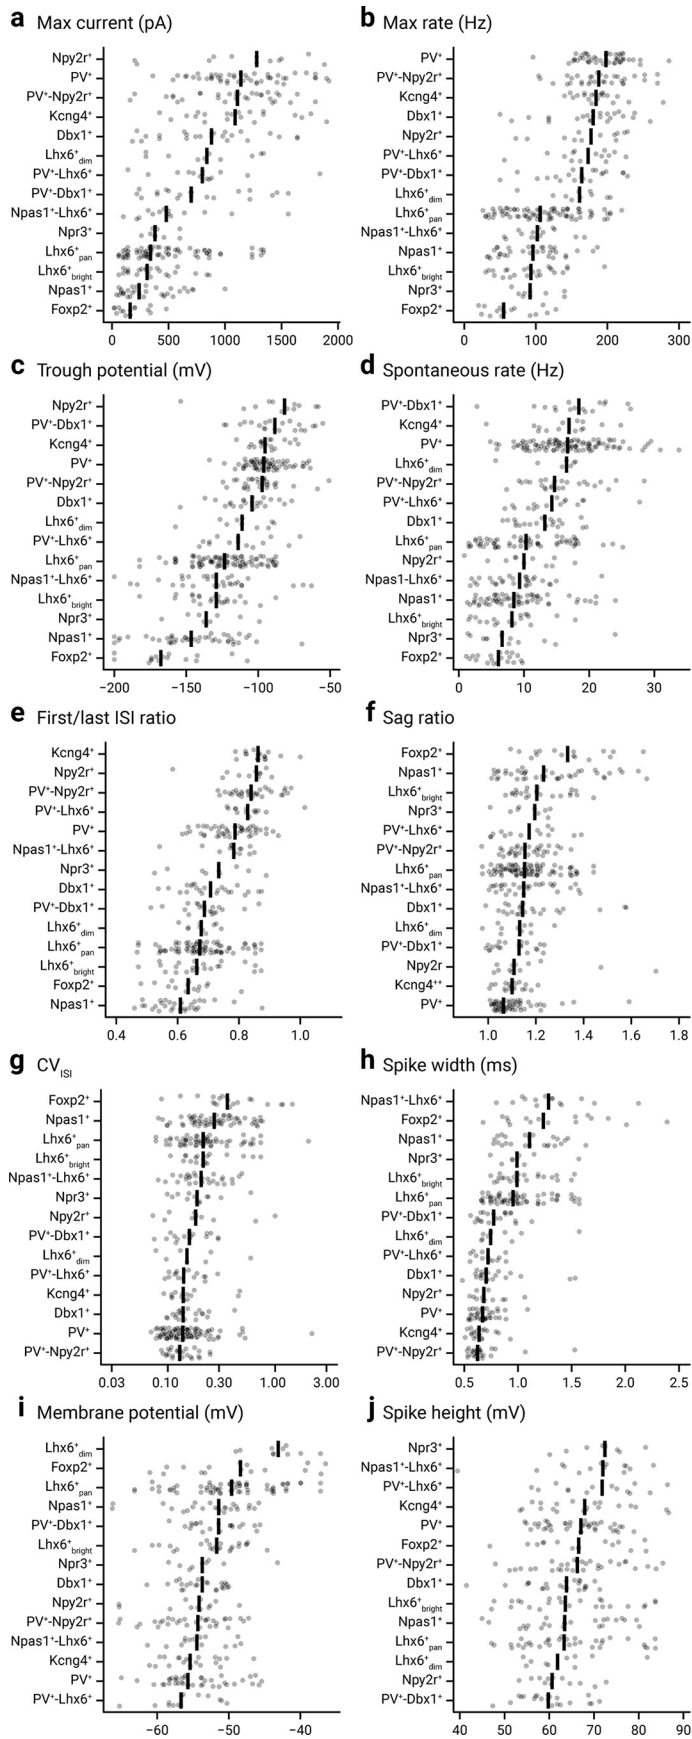 a Max current (pA)
Npy2r⁺
PV⁺
PV⁺-Npy2r⁺
Kcng4⁺
Dbx1⁺
Lhx6⁺dim
PV⁺-Lhx6⁺
PV⁺-Dbx1⁺
Npas1⁺-Lhx6⁺
Npr3⁺
Lhx6⁺pan
Lhx6⁺bright
Npas1⁺
Foxp2⁺
0 500 1000 1500 2000
b Max rate (Hz)
PV⁺
PV⁺-Npy2r⁺
Kcng4⁺
Dbx1⁺
Npy2r⁺
PV⁺-Lhx6⁺
PV⁺-Dbx1⁺
Lhx6⁺dim
Lhx6⁺pan
Npas1⁺-Lhx6⁺
Npas1⁺
Lhx6⁺bright
Npr3⁺
Foxp2⁺
0 100 200 300
c Trough potential (mV)
Npy2r⁺
PV⁺-Dbx1⁺
Kcng4⁺
PV⁺
PV⁺-Npy2r⁺
Dbx1⁺
Lhx6⁺dim
PV⁺-Lhx6⁺
Lhx6⁺pan
Npas1⁺-Lhx6⁺
Lhx6⁺bright
Npr3⁺
Npas1⁺
Foxp2⁺
−200 −150 −100 −50
d Spontaneous rate (Hz)
PV⁺-Dbx1⁺
Kcng4⁺
PV⁺
Lhx6⁺dim
PV⁺-Npy2r⁺
PV⁺-Lhx6⁺
Dbx1⁺
Lhx6⁺pan
Npy2r⁺
Npas1-Lhx6⁺
Npas1⁺
Lhx6⁺bright
Npr3⁺
Foxp2⁺
0 10 20 30
e First/last ISI ratio
Kcng4⁺
Npy2r⁺
PV⁺-Npy2r⁺
PV⁺-Lhx6⁺
PV⁺
Npas1⁺-Lhx6⁺
Npr3⁺
Dbx1⁺
PV⁺-Dbx1⁺
Lhx6⁺dim
Lhx6⁺pan
Lhx6⁺bright
Foxp2⁺
Npas1⁺
0.4 0.6 0.8 1.0
f Sag ratio
Foxp2⁺
Npas1⁺
Lhx6⁺bright
Npr3⁺
PV⁺-Lhx6⁺
PV⁺-Npy2r⁺
Lhx6⁺pan
Npas1⁺-Lhx6⁺
Dbx1⁺
Lhx6⁺dim
PV⁺-Dbx1⁺
Npy2r
Kcng4⁺⁺
PV⁺
1.0 1.2 1.4 1.6 1.8
g CVISI
Foxp2⁺
Npas1⁺
Lhx6⁺pan
Lhx6⁺bright
Npas1⁺-Lhx6⁺
Npr3⁺
Npy2r⁺
PV⁺-Dbx1⁺
Lhx6⁺dim
PV⁺-Lhx6⁺
Kcng4⁺
Dbx1⁺
PV⁺
PV⁺-Npy2r⁺
0.03 0.10 0.30 1.00 3.00
h Spike width (ms)
Npas1⁺-Lhx6⁺
Foxp2⁺
Npas1⁺
Npr3⁺
Lhx6⁺bright
Lhx6⁺pan
PV⁺-Dbx1⁺
Lhx6⁺dim
PV⁺-Lhx6⁺
Dbx1⁺
Npy2r⁺
PV⁺
Kcng4⁺
PV⁺-Npy2r⁺
0.5 1.0 1.5 2.0 2.5
i Membrane potential (mV)
Lhx6⁺dim
Foxp2⁺
Lhx6⁺pan
Npas1⁺
PV⁺-Dbx1⁺
Lhx6⁺bright
Npr3⁺
Dbx1⁺
Npy2r⁺
PV⁺-Npy2r⁺
Npas1⁺-Lhx6⁺
Kcng4⁺
PV⁺
PV⁺-Lhx6⁺
−60 −50 −40
j Spike height (mV)
Npr3⁺
Npas1⁺-Lhx6⁺
PV⁺-Lhx6⁺
Kcng4⁺
PV⁺
Foxp2⁺
PV⁺-Npy2r⁺
Dbx1⁺
Lhx6⁺bright
Npas1⁺
Lhx6⁺pan
Lhx6⁺dim
Npy2r⁺
PV⁺-Dbx1⁺
40 50 60 70 80 90